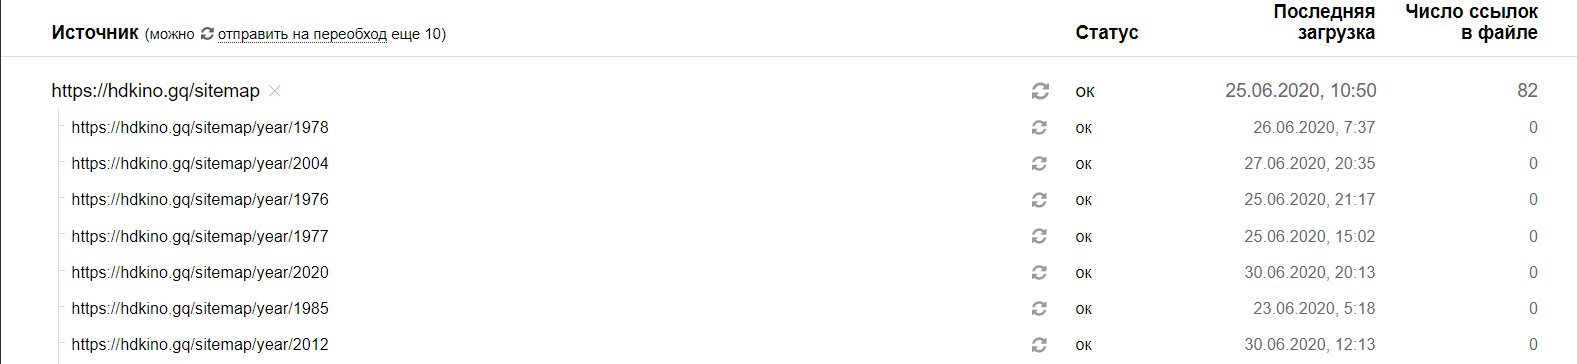 Источник (можно отправить на переобход еще 10) Статус Последняя загрузка Число ссылок в файле
https://hdkino.gq/sitemap ок 25.06.2020, 10:50 82
https://hdkino.gq/sitemap/year/1978 ок 26.06.2020, 7:37 0
https://hdkino.gq/sitemap/year/2004 ок 27.06.2020, 20:35 0
https://hdkino.gq/sitemap/year/1976 ок 25.06.2020, 21:17 0
https://hdkino.gq/sitemap/year/1977 ок 25.06.2020, 15:02 0
https://hdkino.gq/sitemap/year/2020 ок 30.06.2020, 20:13 0
https://hdkino.gq/sitemap/year/1985 ок 23.06.2020, 5:18 0
https://hdkino.gq/sitemap/year/2012 ок 30.06.2020, 12:13 0